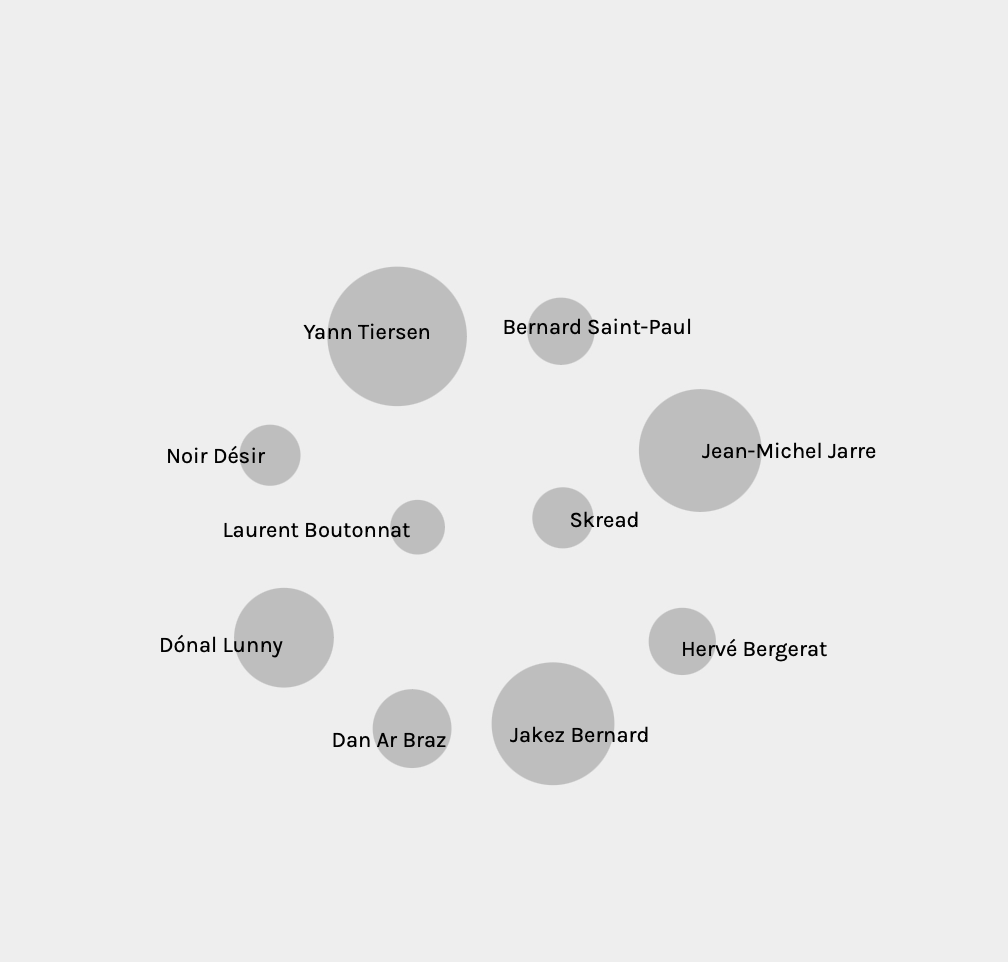 Yann Tiersen
Bernard Saint-Paul
Noir Désir
Jean-Michel Jarre
Laurent Boutonnat
Skread
Dónal Lunny
Hervé Bergerat
Dan Ar Braz
Jakez Bernard